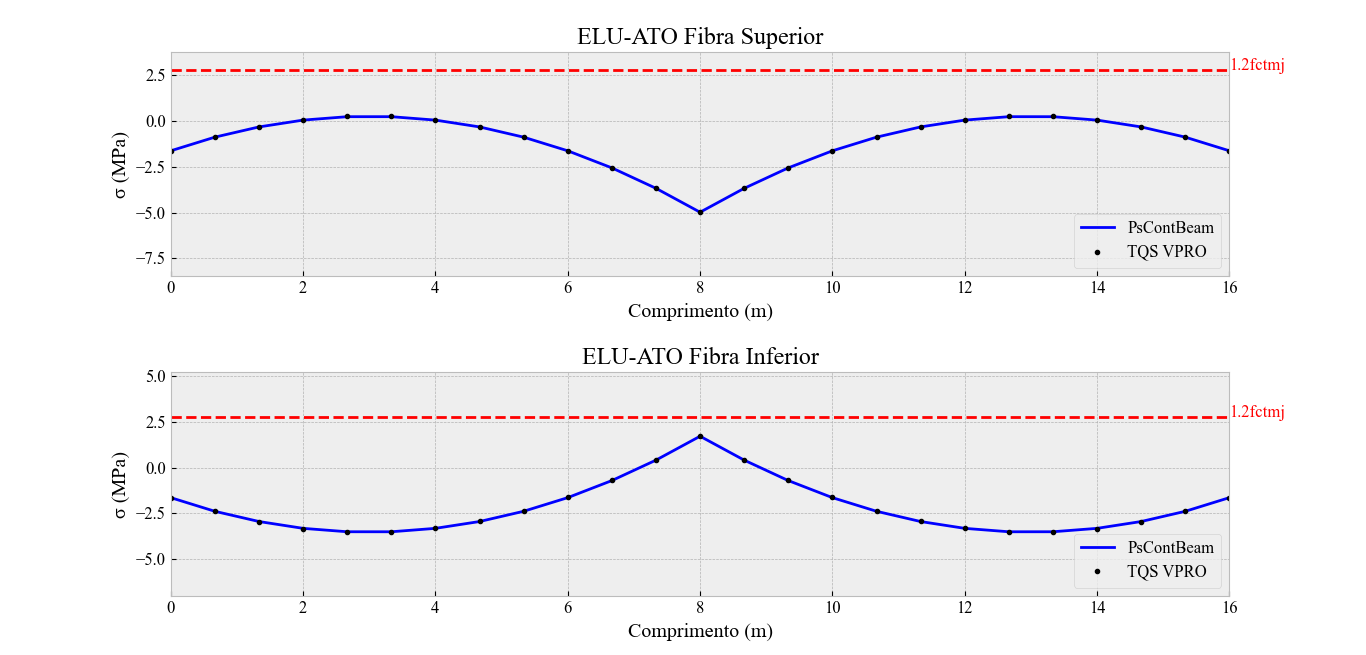 ELU-ATO Fibra Superior
1.2fctmj
2.5
0.0
−2.5
−5.0
−7.5
σ (MPa)
PsContBeam
TQS VPRO
0 2 4 6 8 10 12 14 16
Comprimento (m)
ELU-ATO Fibra Inferior
5.0
1.2fctmj
2.5
0.0
−2.5
−5.0
σ (MPa)
PsContBeam
TQS VPRO
0 2 4 6 8 10 12 14 16
Comprimento (m)